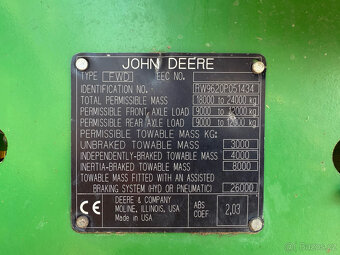 JOHN DEERE
TYPE FWD EEC NO.
IDENTIFICATION NO. RW9620P051434
TOTAL PERMISSIBLE MASS 18000 to 24000 kg
PERMISSIBLE FRONT AXLE LOAD 9000 to kg
PERMISSIBLE REAR AXLE LOAD 9000 to kg
PERMISSIBLE TOWABLE MASS KG:
UNBRAKED TOWABLE MASS 3000
INDEPENDENTLY-BRAKED TOWABLE MASS 4000
INERTIA-BRAKED TOWABLE MASS 8000
TOWABLE MASS FITTED WITH AN ASSISTED
BRAKING SYSTEM (HYD OR PNEUMATIC) 26000
CE
DEERE & COMPANY
MOLINE, ILLINOIS, USA
Made in USA
ABS
COEF 2,03